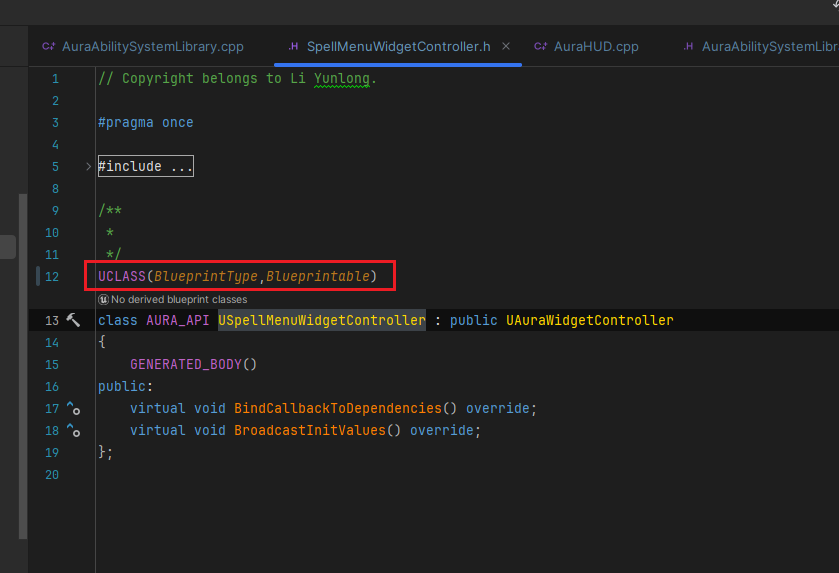 AuraAbilitySystemLibrary.cpp
.H SpellMenuWidgetController.h
AuraHUD.cpp
.H AuraAbilitySystemLibr
1 // Copyright belongs to Li Yunlong.
2
3 #pragma once
4
5 #include ...
8
9 /**
10 *
11 */
12 UCLASS(BlueprintType,Blueprintable)
No derived blueprint classes
13 class AURA_API USpellMenuWidgetController : public UAuraWidgetController
14 {
15 GENERATED_BODY()
16 public:
17 virtual void BindCallbackToDependencies() override;
18 virtual void BroadcastInitValues() override;
19 };
20